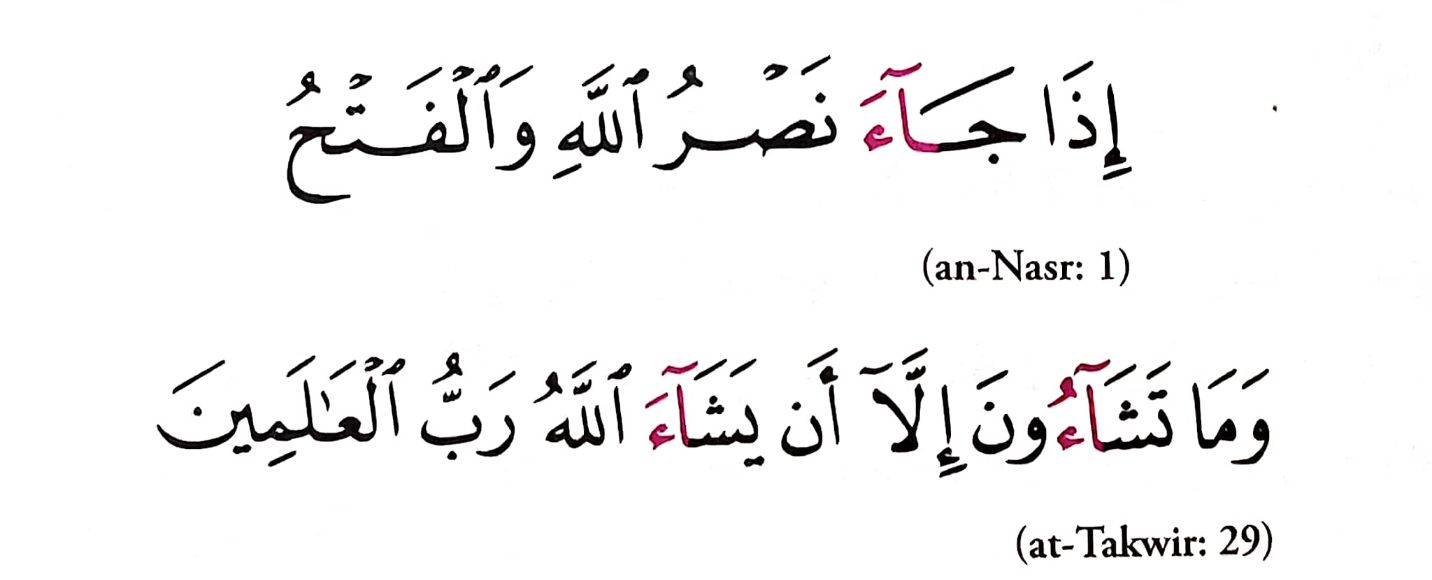 إِذَا جَآءَ نَصْرُ ٱللَّهِ وَٱلْفَتْحُ
(an-Nasr: 1)
وَمَا تَشَآءُونَ إِلَّآ أَن يَشَآءَ ٱللَّهُ رَبُّ ٱلْعَـٰلَمِينَ
(at-Takwir: 29)